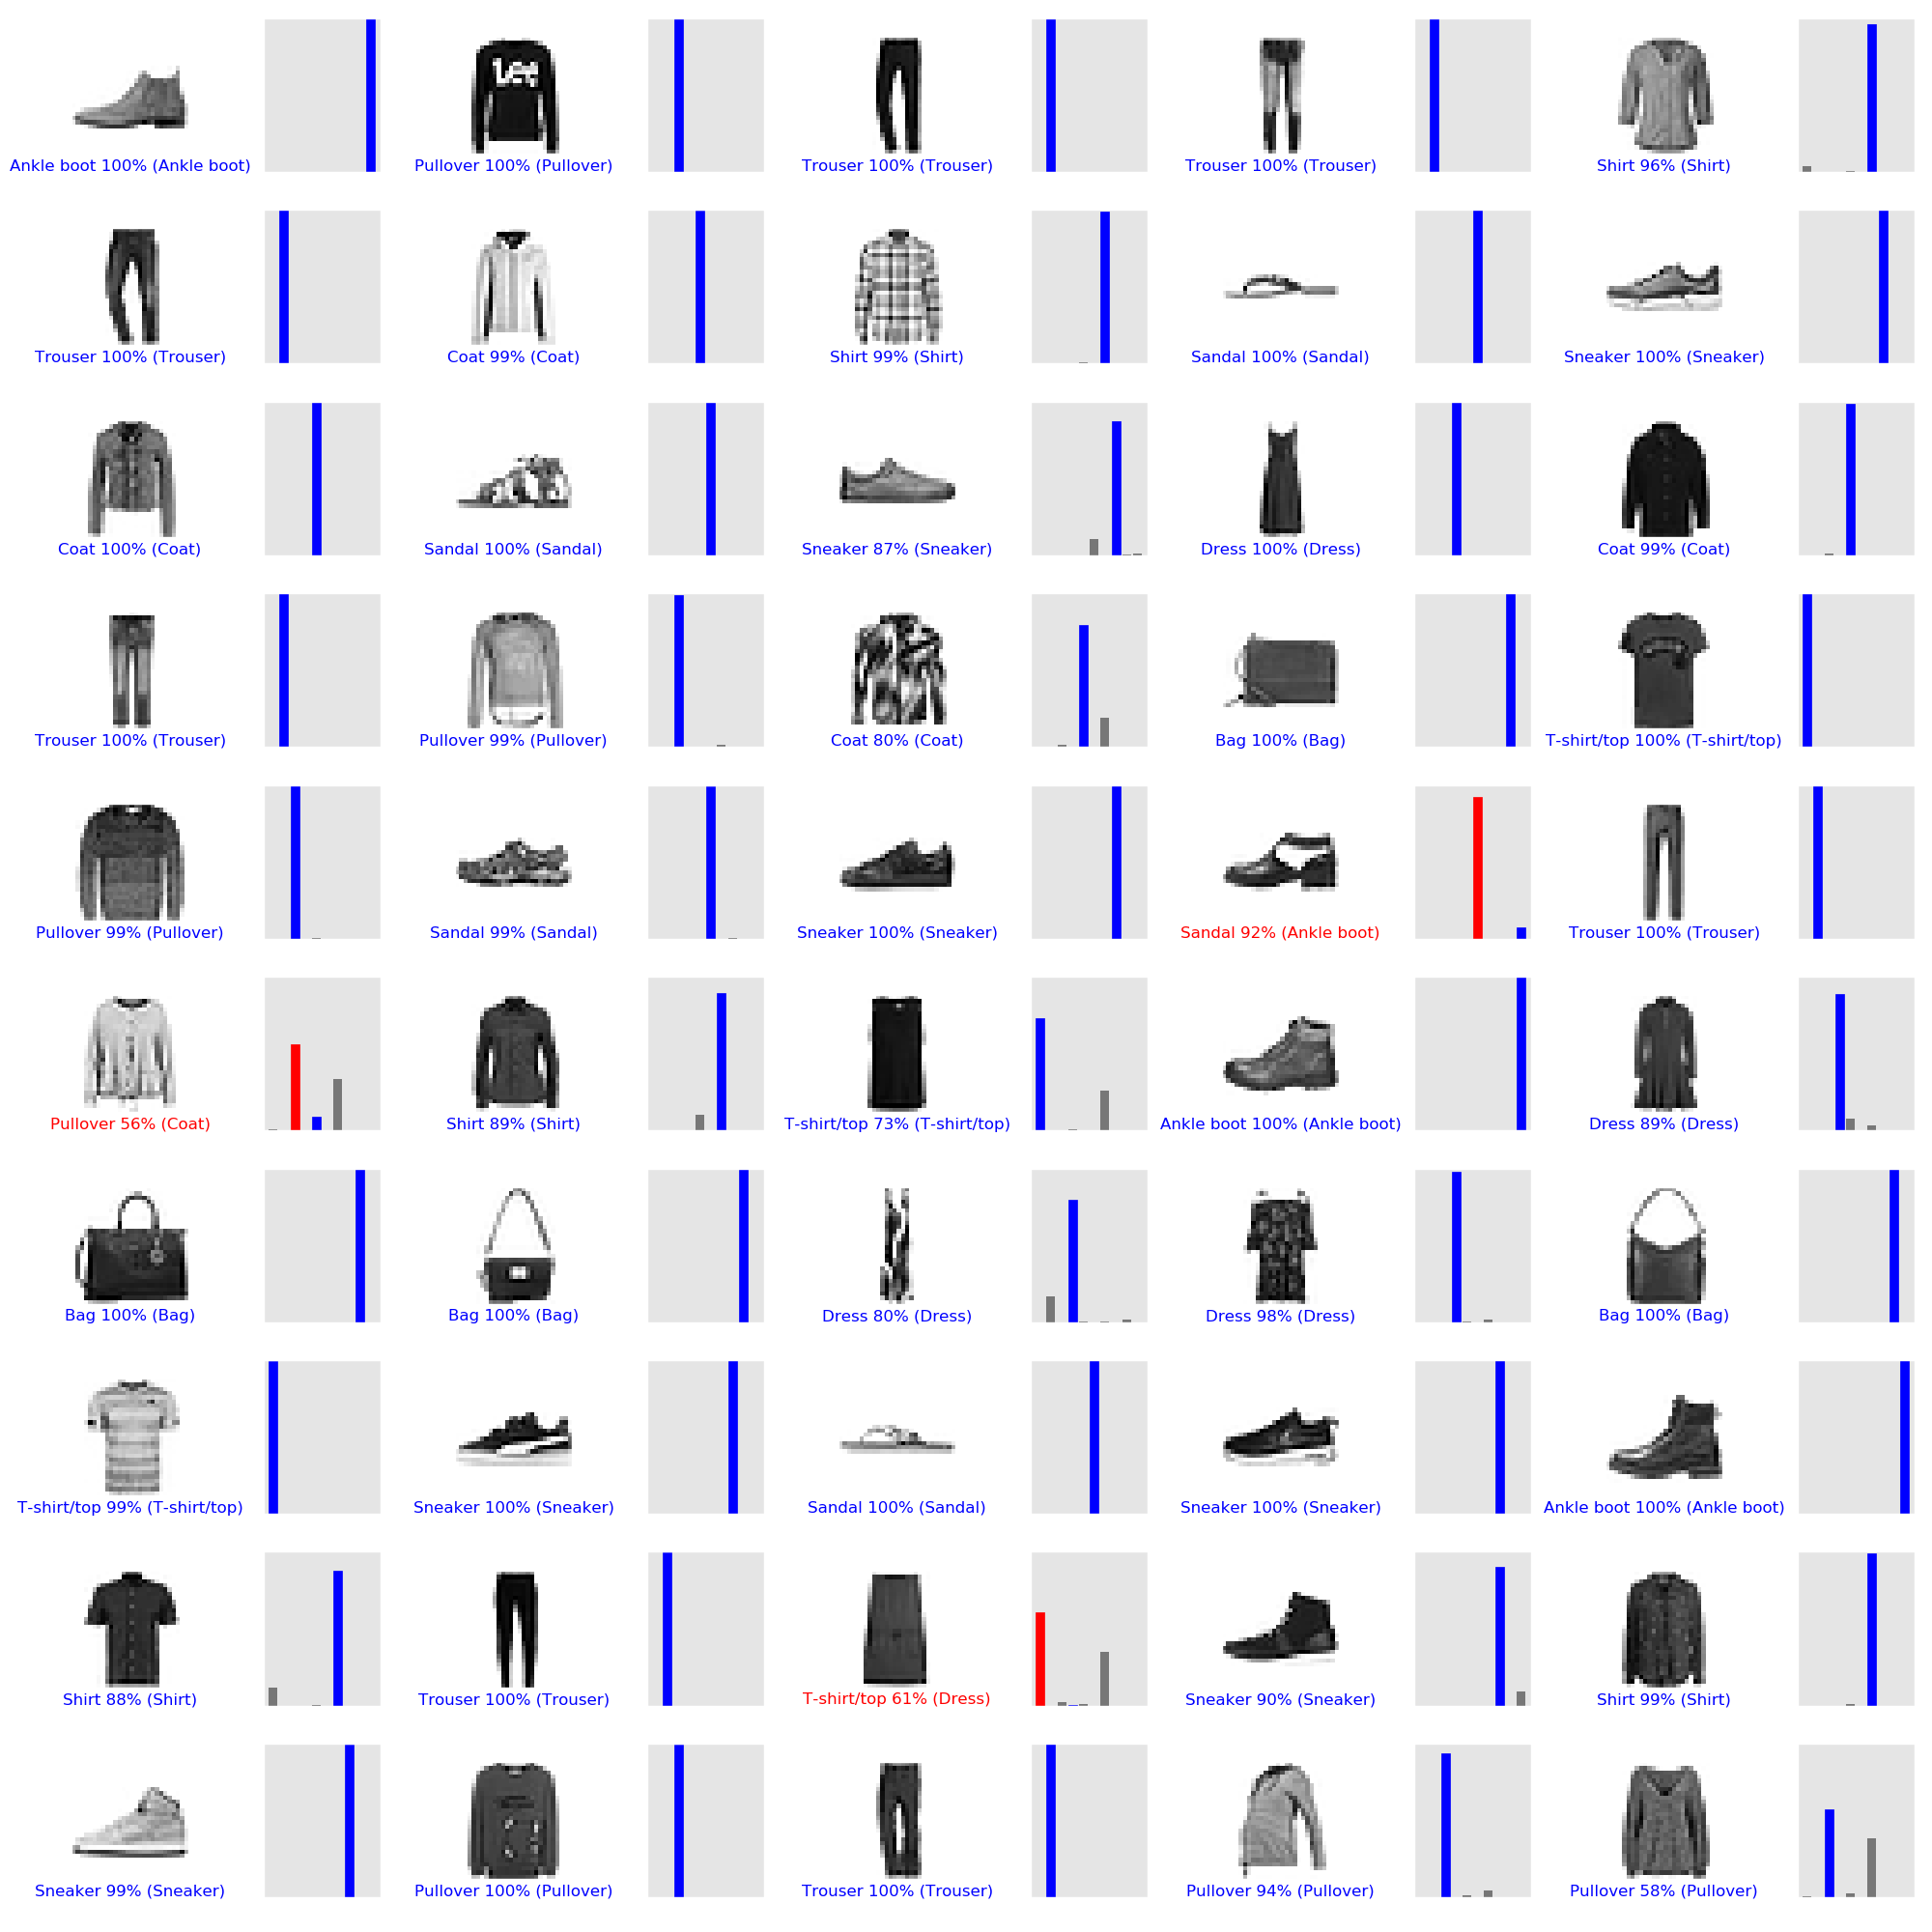 Lee
Ankle boot 100% (Ankle boot)
Pullover 100% (Pullover)
Trouser 100% (Trouser)
Trouser 100% (Trouser)
Shirt 96% (Shirt)
Trouser 100% (Trouser)
Coat 99% (Coat)
Shirt 99% (Shirt)
Sandal 100% (Sandal)
Sneaker 100% (Sneaker)
Coat 100% (Coat)
Sandal 100% (Sandal)
Sneaker 87% (Sneaker)
Dress 100% (Dress)
Coat 99% (Coat)
Trouser 100% (Trouser)
Pullover 99% (Pullover)
Coat 80% (Coat)
Bag 100% (Bag)
T-shirt/top 100% (T-shirt/top)
Pullover 99% (Pullover)
Sandal 99% (Sandal)
Sneaker 100% (Sneaker)
Sandal 92% (Ankle boot)
Trouser 100% (Trouser)
Pullover 56% (Coat)
Shirt 89% (Shirt)
T-shirt/top 73% (T-shirt/top)
Ankle boot 100% (Ankle boot)
Dress 89% (Dress)
Bag 100% (Bag)
Bag 100% (Bag)
Dress 80% (Dress)
Dress 98% (Dress)
Bag 100% (Bag)
T-shirt/top 99% (T-shirt/top)
Sneaker 100% (Sneaker)
Sandal 100% (Sandal)
Sneaker 100% (Sneaker)
Ankle boot 100% (Ankle boot)
Shirt 88% (Shirt)
Trouser 100% (Trouser)
T-shirt/top 61% (Dress)
Sneaker 90% (Sneaker)
Shirt 99% (Shirt)
Sneaker 99% (Sneaker)
Pullover 100% (Pullover)
Trouser 100% (Trouser)
Pullover 94% (Pullover)
Pullover 58% (Pullover)